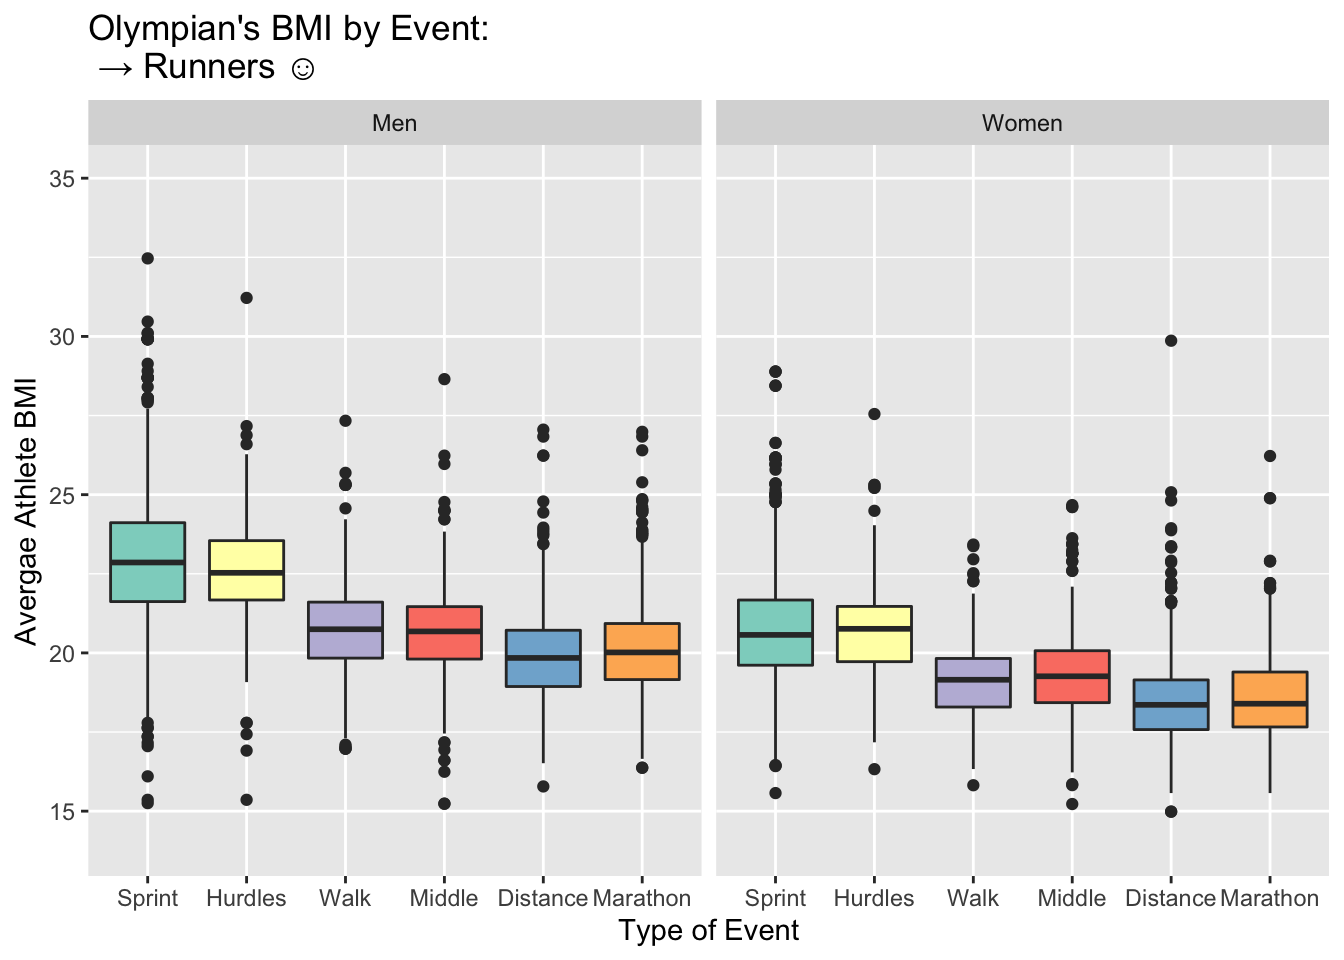 Olympian's BMI by Event:
→ Runners ☺
Men
Women
Avergae Athlete BMI
35
30
25
20
15
Sprint Hurdles Walk Middle Distance Marathon
Sprint Hurdles Walk Middle Distance Marathon
Type of Event